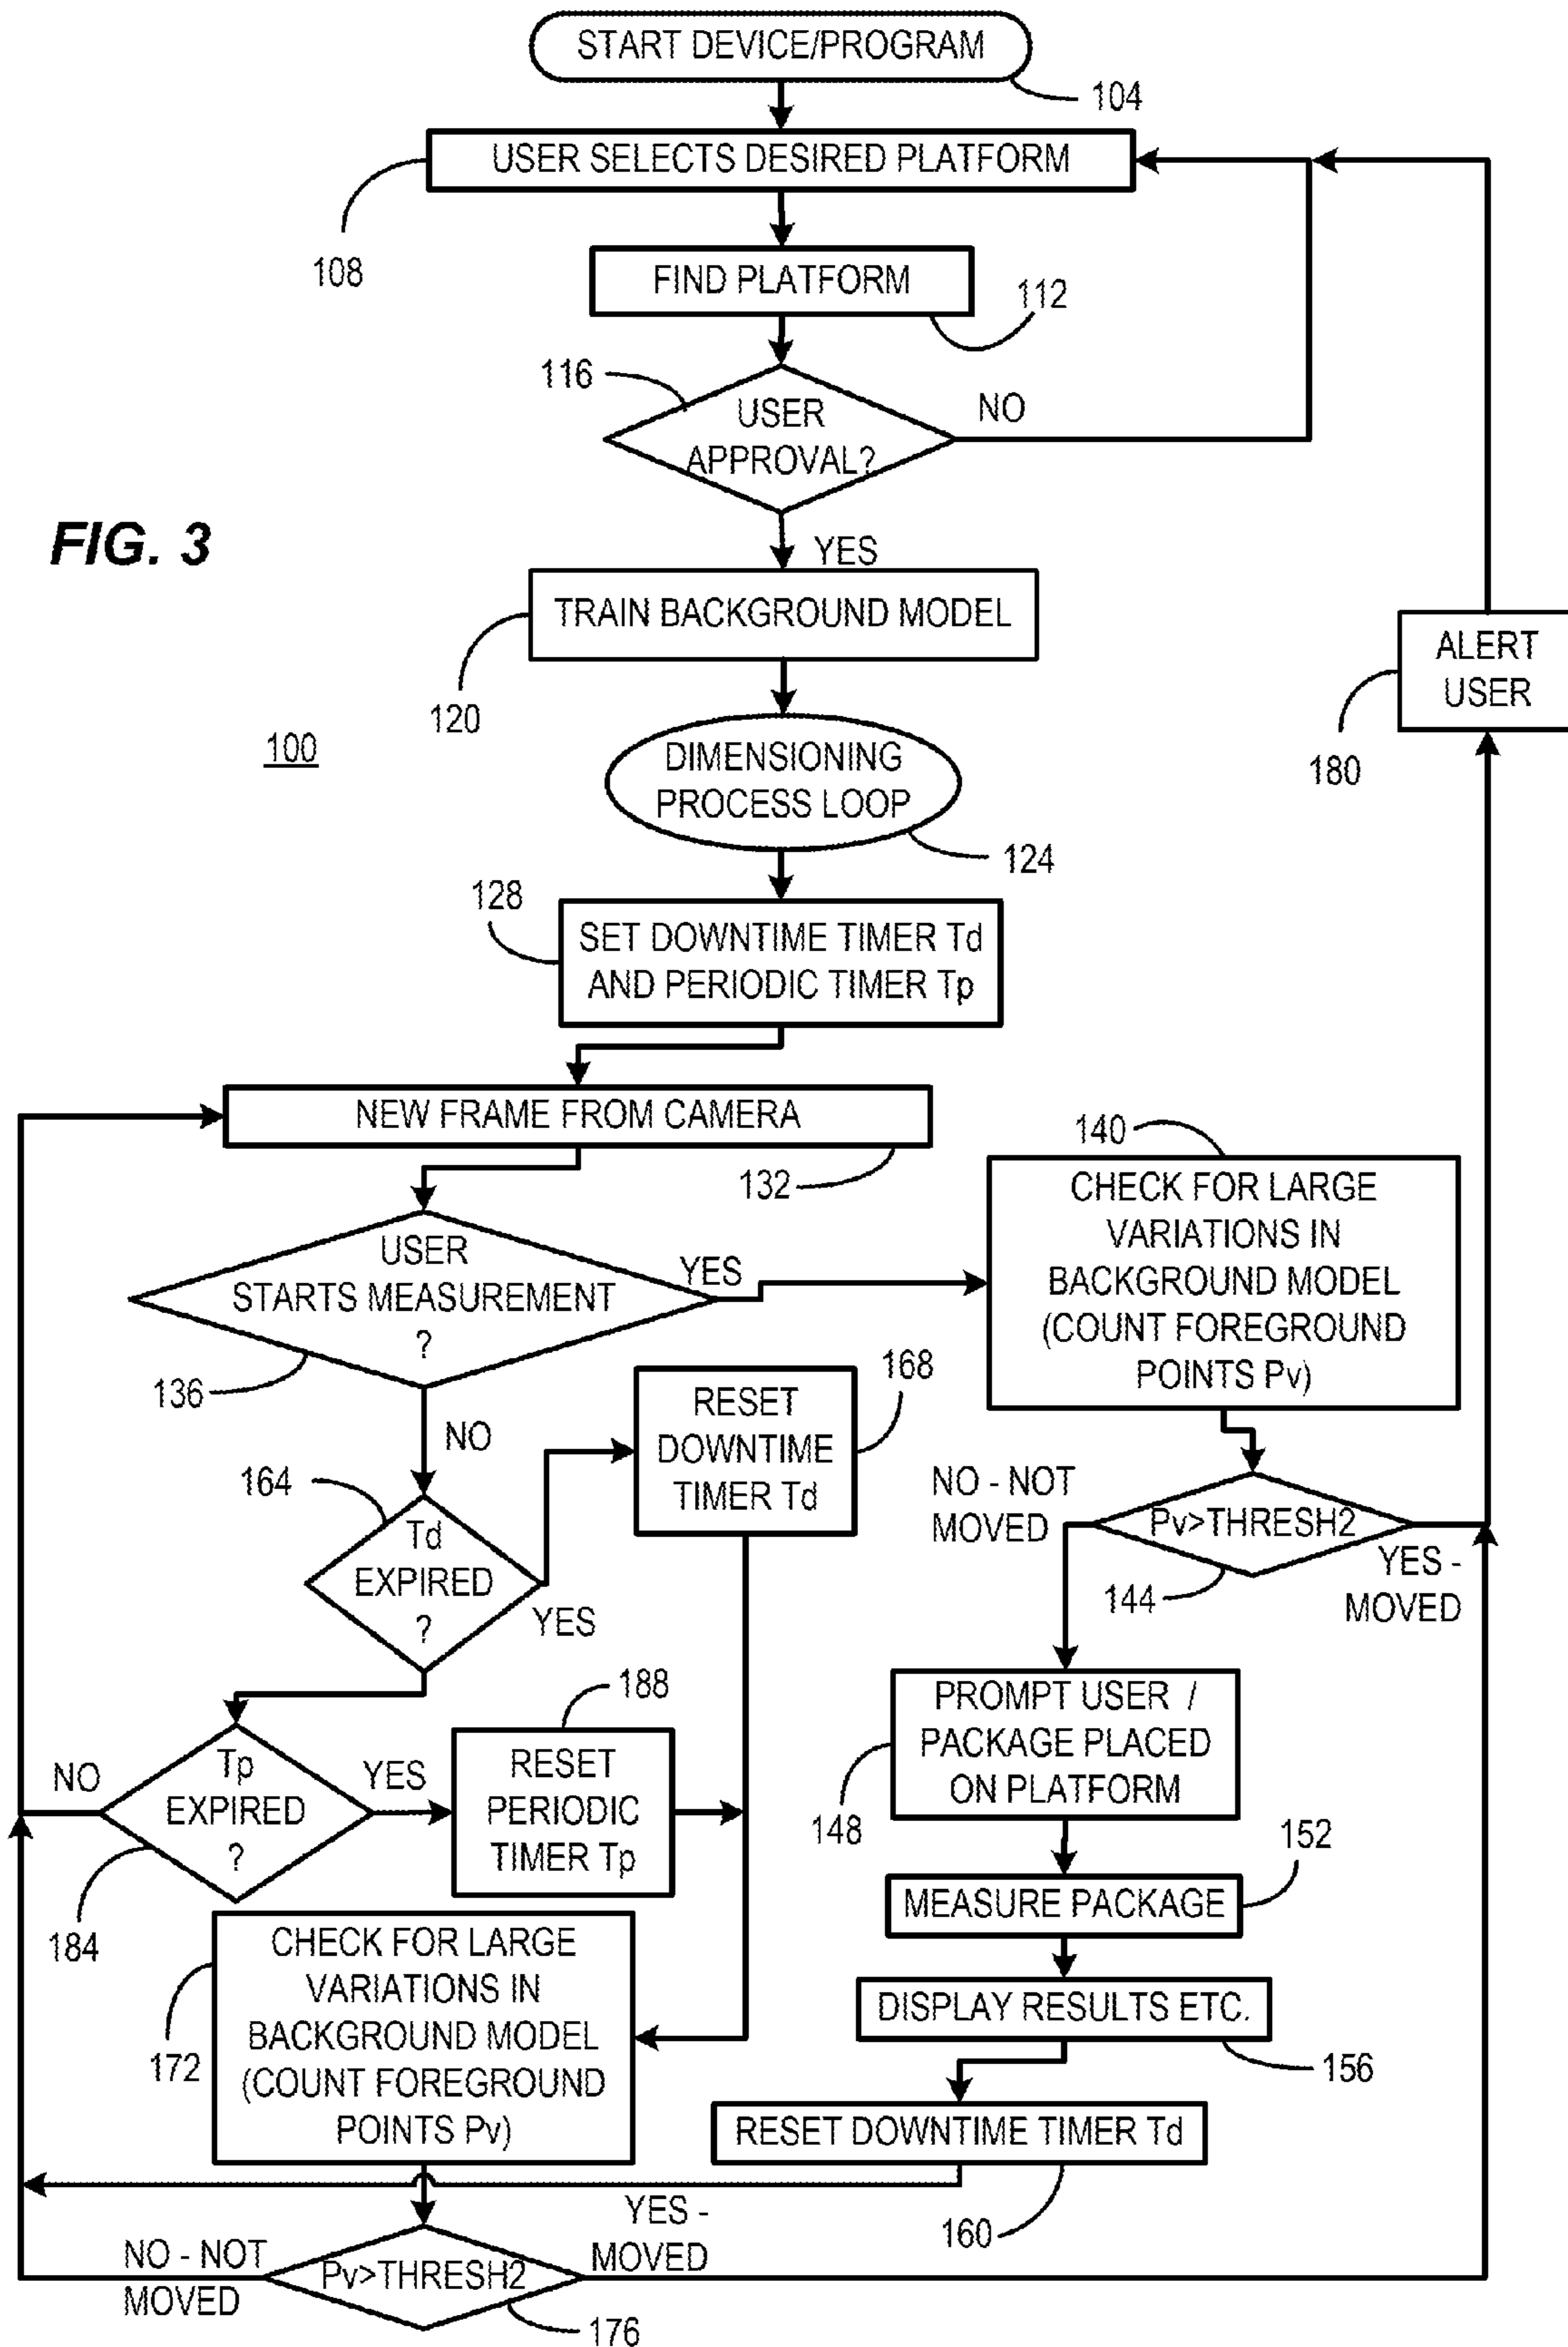 START DEVICE/PROGRAM
104
USER SELECTS DESIRED PLATFORM
108
FIND PLATFORM
112
116
USER
APPROVAL?
NO
FIG. 3
YES
TRAIN BACKGROUND MODEL
120
ALERT
USER
180
100
DIMENSIONING
PROCESS LOOP
124
128
SET DOWNTIME TIMER Td
AND PERIODIC TIMER Tp
NEW FRAME FROM CAMERA
132
140
CHECK FOR LARGE
VARIATIONS IN
BACKGROUND MODEL
(COUNT FOREGROUND
POINTS Pv)
USER
STARTS MEASUREMENT
?
YES
136
NO
168
RESET
DOWNTIME
TIMER Td
164
Td
EXPIRED
?
YES
NO - NOT
MOVED
Pv>THRESH2
YES -
MOVED
144
188
PROMPT USER /
PACKAGE PLACED
ON PLATFORM
148
NO
Tp
EXPIRED
?
YES
RESET
PERIODIC
TIMER Tp
184
152
MEASURE PACKAGE
CHECK FOR LARGE
VARIATIONS IN
BACKGROUND MODEL
(COUNT FOREGROUND
POINTS Pv)
172
DISPLAY RESULTS ETC.
156
RESET DOWNTIME TIMER Td
160
YES -
MOVED
NO - NOT
MOVED
Pv>THRESH2
176